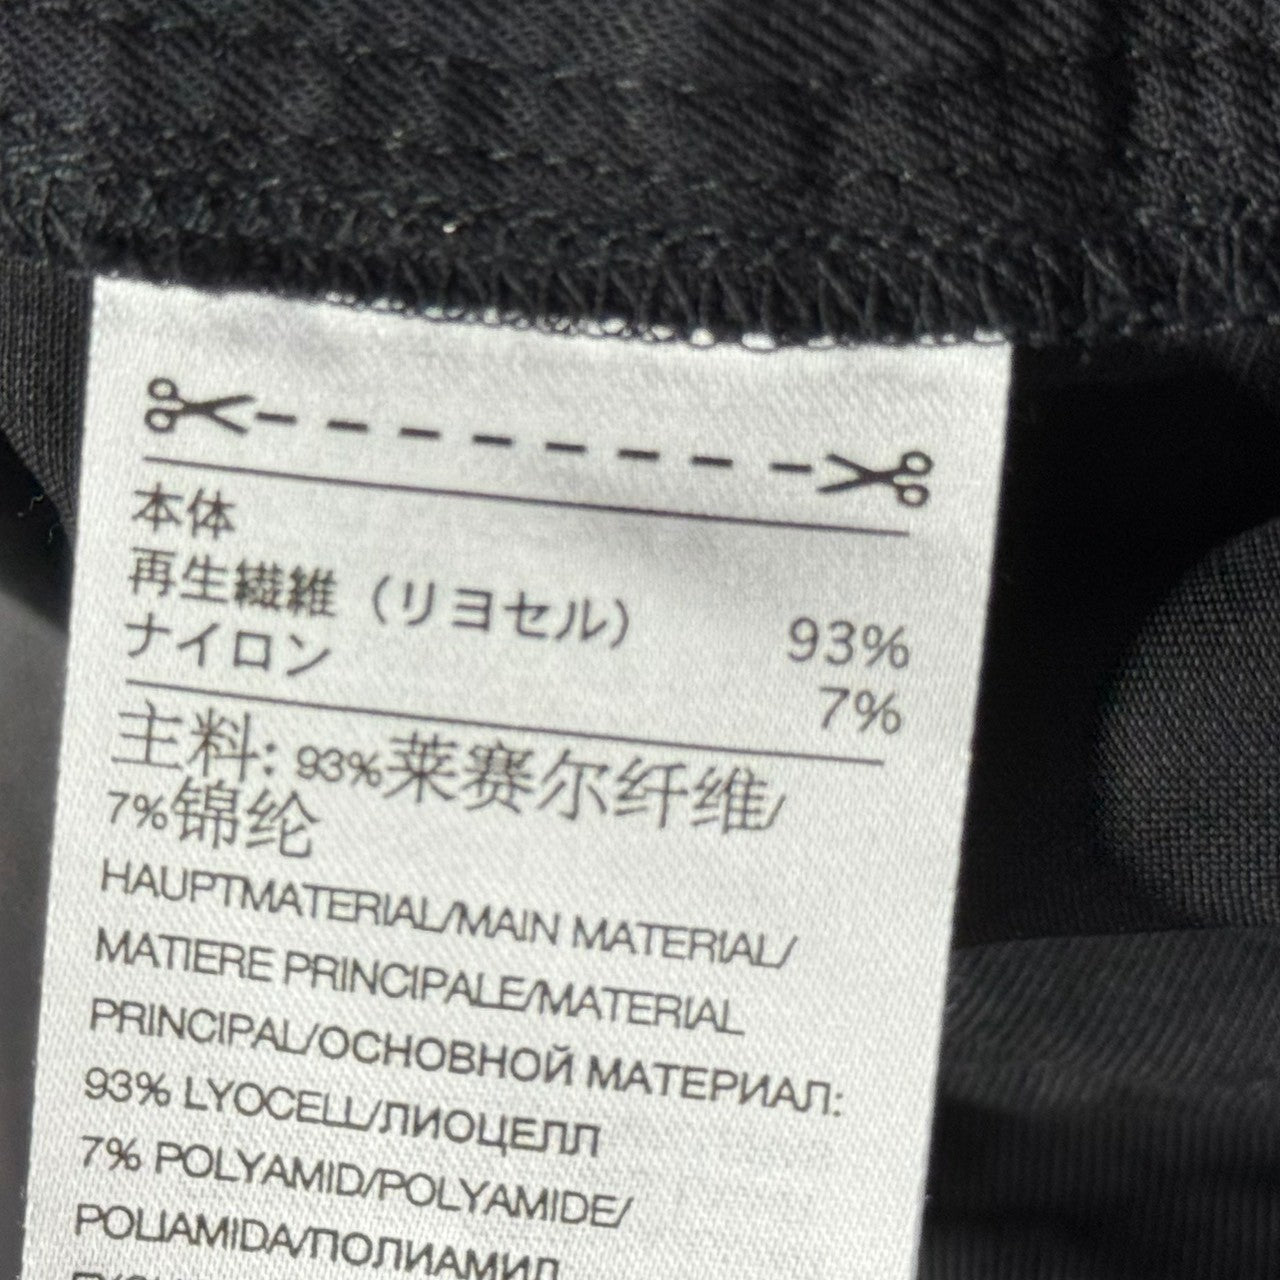 本体
再生繊維（リヨセル） 93%
ナイロン 7%
主料: 93%莱赛尔纤维/
7%锦纶
HAUPTMATERIAL/MAIN MATERIAL/
MATIERE PRINCIPALE/MATERIAL
PRINCIPAL/ОСНОВНОЙ МАТЕРИАЛ:
93% LYOCELL/ЛИОЦЕЛЛ
7% POLYAMID/POLYAMIDE/
POLIAMIDA/ПОЛИАМИД